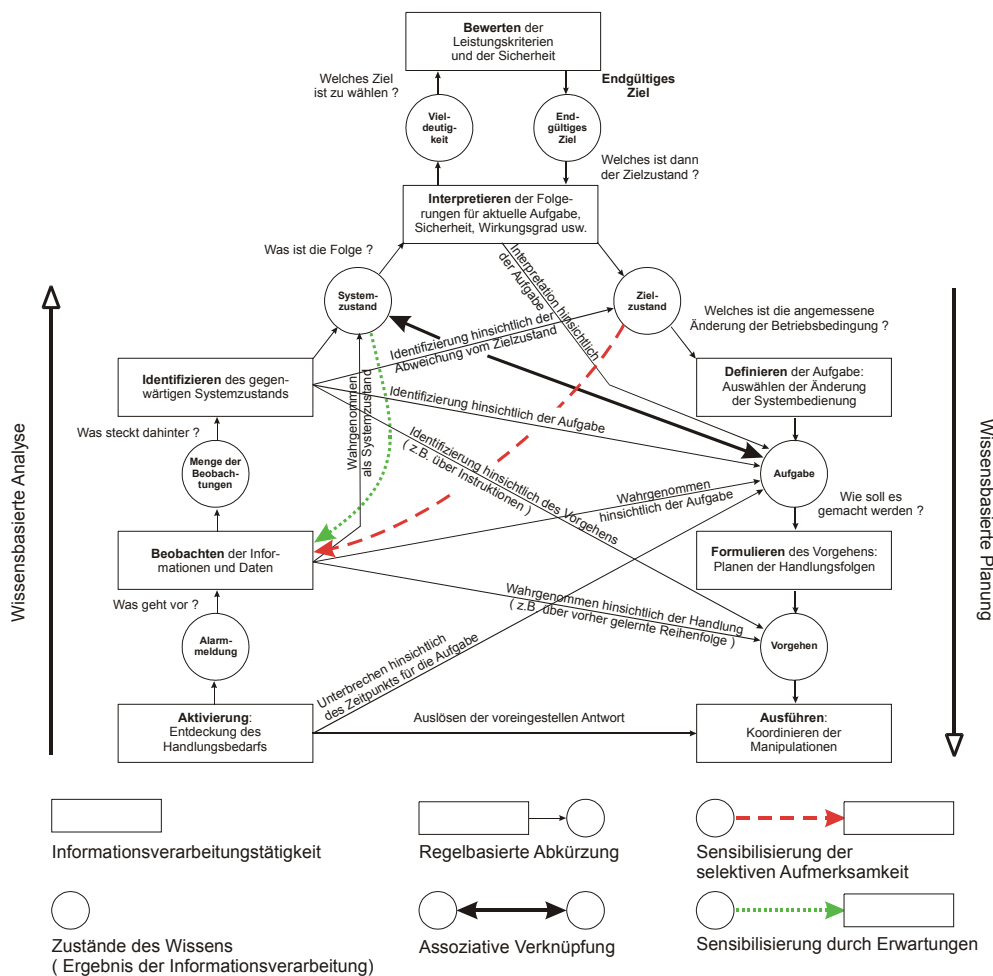 Bewerten der
Leistungskriterien
und der Sicherheit
Welches Ziel
ist zu wählen ?
Endgültiges
Ziel
Viel-
deutig-
keit
End-
gültiges
Ziel
Welches ist dann
der Zielzustand ?
Interpretieren der Folge-
rungen für aktuelle Aufgabe,
Sicherheit, Wirkungsgrad usw.
Was ist die Folge ?
Interpretation hinsichtlich
der Aufgabe
System-
zustand
Ziel-
zustand
Welches ist die angemessene
Änderung der Betriebsbedingung ?
Identifizierung hinsichtlich der
Abweichung vom Zielzustand
Identifizieren des gegen-
wärtigen Systemzustands
Definieren der Aufgabe:
Auswählen der Änderung
der Systembedienung
Wahrgenommen
als Systemzustand
Identifizierung hinsichtlich der Aufgabe
Was steckt dahinter ?
Identifizierung hinsichtlich des Vorgehens
( z.B. über Instruktionen )
Menge der
Beobach-
tungen
Aufgabe
Wahrgenommen
hinsichtlich der Aufgabe
Wie soll es
gemacht werden ?
Beobachten der Infor-
mationen und Daten
Formulieren des Vorgehens:
Planen der Handlungsfolgen
Was geht vor ?
Wahrgenommen hinsichtlich der Handlung
( z.B. über vorher gelernte Reihenfolge )
Alarm-
meldung
Vorgehen
Unterbrechen hinsichtlich
des Zeitpunkts für die Aufgabe
Aktivierung:
Entdeckung des
Handlungsbedarfs
Auslösen der voreingestellen Antwort
Ausführen:
Koordinieren der
Manipulationen
Wissensbasierte Analyse
Wissensbasierte Planung
Informationsverarbeitungstätigkeit
Regelbasierte Abkürzung
Sensibilisierung der
selektiven Aufmerksamkeit
Zustände des Wissens
( Ergebnis der Informationsverarbeitung)
Assoziative Verknüpfung
Sensibilisierung durch Erwartungen